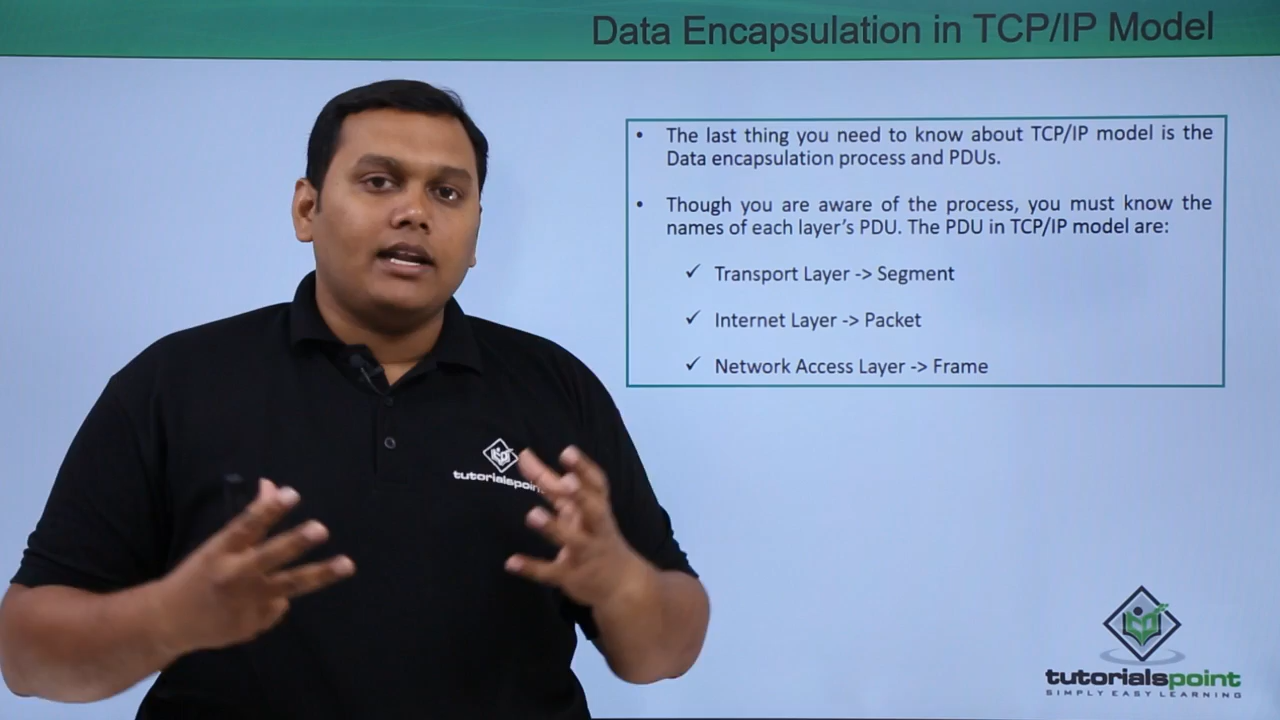 Data Encapsulation in TCP/IP Model
• The last thing you need to know about TCP/IP model is the
Data encapsulation process and PDUs.
• Though you are aware of the process, you must know the
names of each layer's PDU. The PDU in TCP/IP model are:
✓ Transport Layer -> Segment
✓ Internet Layer -> Packet
✓ Network Access Layer -> Frame
tutorialspoint
tutorialspoint
SIMPLY EASY LEARNING